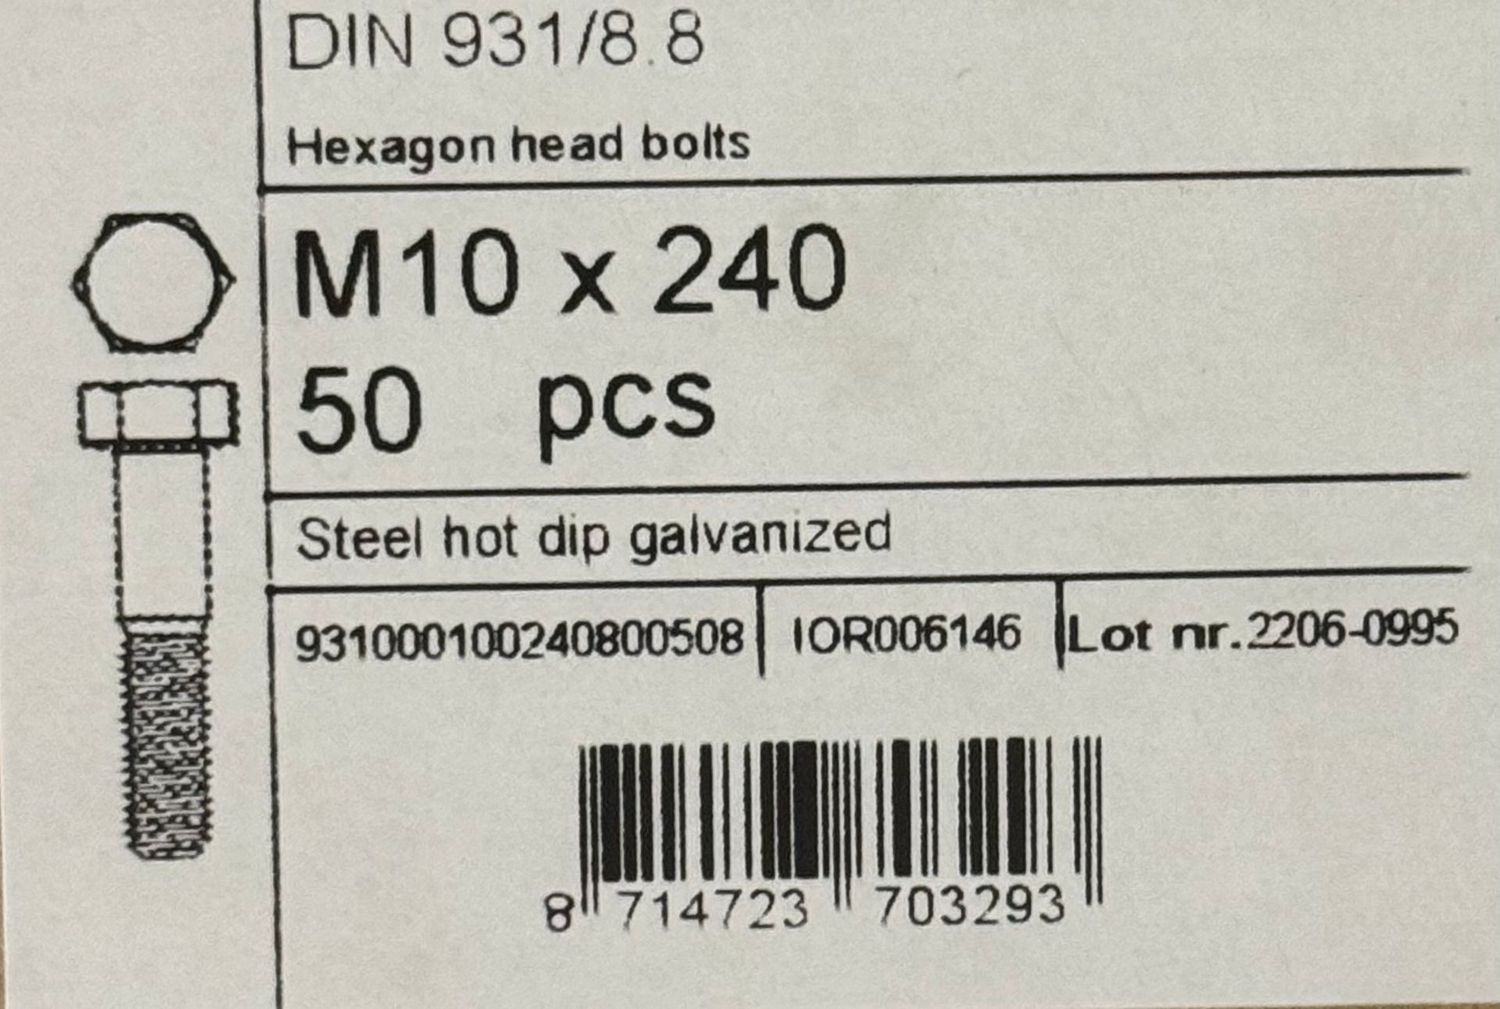 DIN 931/8.8
Hexagon head bolts
M10 x 240
50 pcs
Steel hot dip galvanized
931000100240800508 IOR006146 Lot nr.2206-0995
8 714723 703293